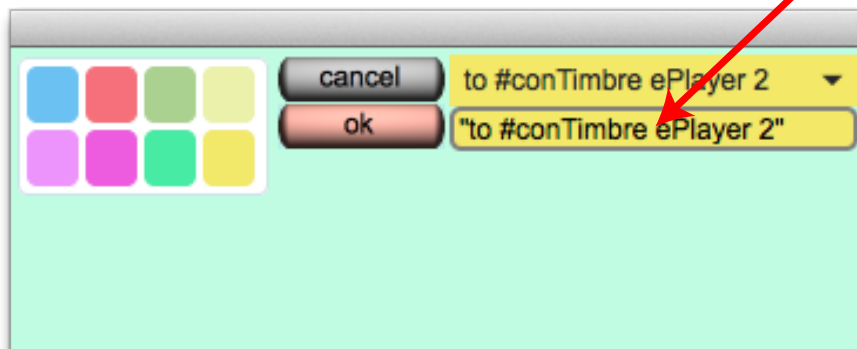 cancel
to #conTimbre ePlayer 2
ok
"to #conTimbre ePlayer 2"